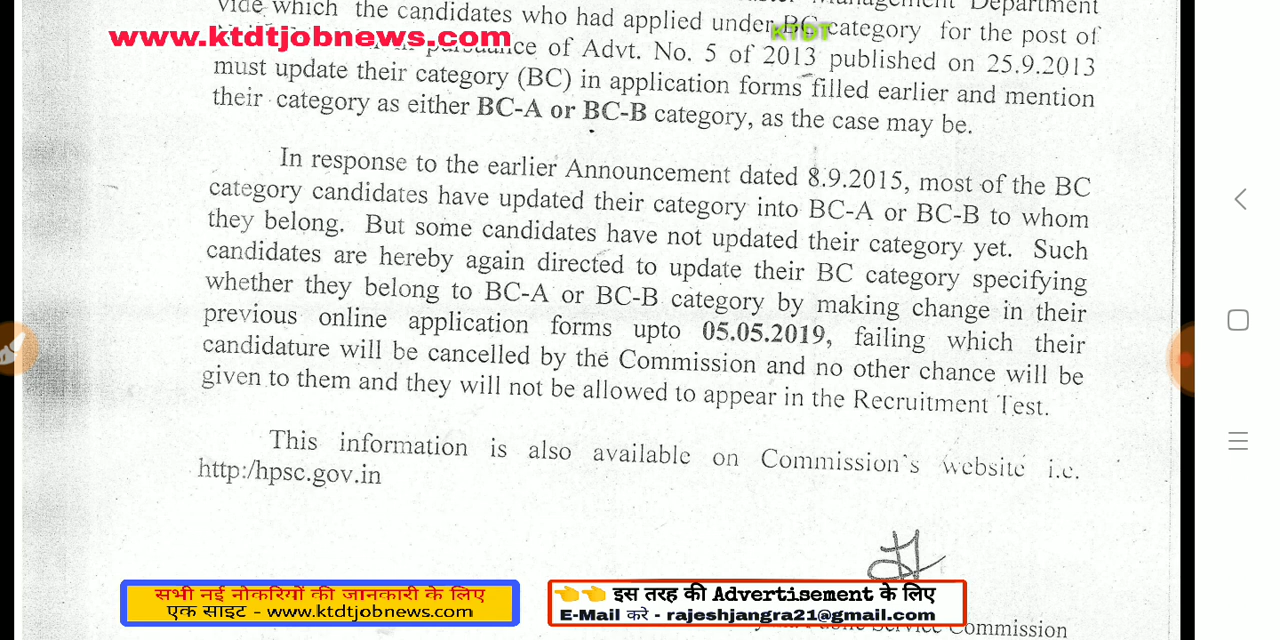 Management Department
vide which the candidates who had applied under BC category for the post of
www.ktdtjobnews.com
KTDT
pursuance of Advt. No. 5 of 2013 published on 25.9.2013
must update their category (BC) in application forms filled earlier and mention
their category as either BC-A or BC-B category, as the case may be.
In response to the earlier Announcement dated 8.9.2015, most of the BC
category candidates have updated their category into BC-A or BC-B to whom
they belong. But some candidates have not updated their category yet. Such
candidates are hereby again directed to update their BC category specifying
whether they belong to BC-A or BC-B category by making change in their
previous online application forms upto 05.05.2019, failing which their
candidature will be cancelled by the Commission and no other chance will be
given to them and they will not be allowed to appear in the Recruitment Test.
This information is also available on Commission's website i.e.
http:/hpsc.gov.in
सभी नई नोकरियों की जानकारी के लिए
एक साइट - www.ktdtjobnews.com
इस तरह की Advertisement के लिए
E-Mail करे - rajeshjangra21@gmail.com
Service Commission